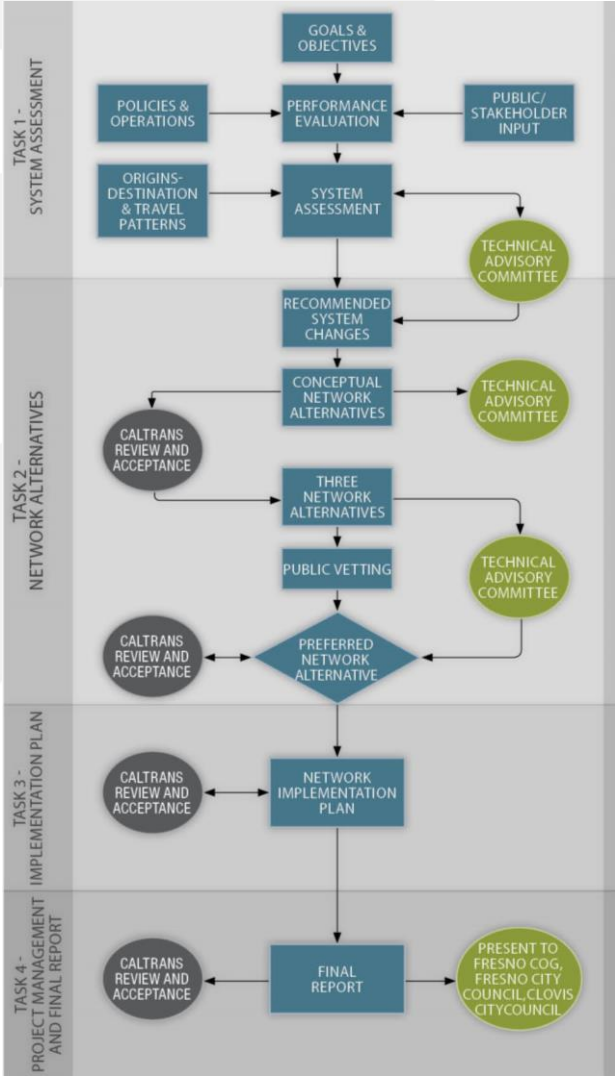 TASK 1 -
SYSTEM ASSESSMENT
GOALS &
OBJECTIVES
POLICIES &
OPERATIONS
PERFORMANCE
EVALUATION
PUBLIC/
STAKEHOLDER
INPUT
ORIGINS-
DESTINATION
& TRAVEL
PATTERNS
SYSTEM
ASSESSMENT
TECHNICAL
ADVISORY
COMMITTEE
TASK 2 -
NETWORK ALTERNATIVES
RECOMMENDED
SYSTEM
CHANGES
CONCEPTUAL
NETWORK
ALTERNATIVES
TECHNICAL
ADVISORY
COMMITTEE
CALTRANS
REVIEW AND
ACCEPTANCE
THREE
NETWORK
ALTERNATIVES
PUBLIC VETTING
TECHNICAL
ADVISORY
COMMITTEE
CALTRANS
REVIEW AND
ACCEPTANCE
PREFERRED
NETWORK
ALTERNATIVE
TASK 3 -
IMPLEMENTATION PLAN
CALTRANS
REVIEW AND
ACCEPTANCE
NETWORK
IMPLEMENTATION
PLAN
TASK 4 -
PROJECT MANAGEMENT
AND FINAL REPORT
CALTRANS
REVIEW AND
ACCEPTANCE
FINAL
REPORT
PRESENT TO
FRESNO COG,
FRESNO CITY
COUNCIL,CLOVIS
CITYCOUNCIL